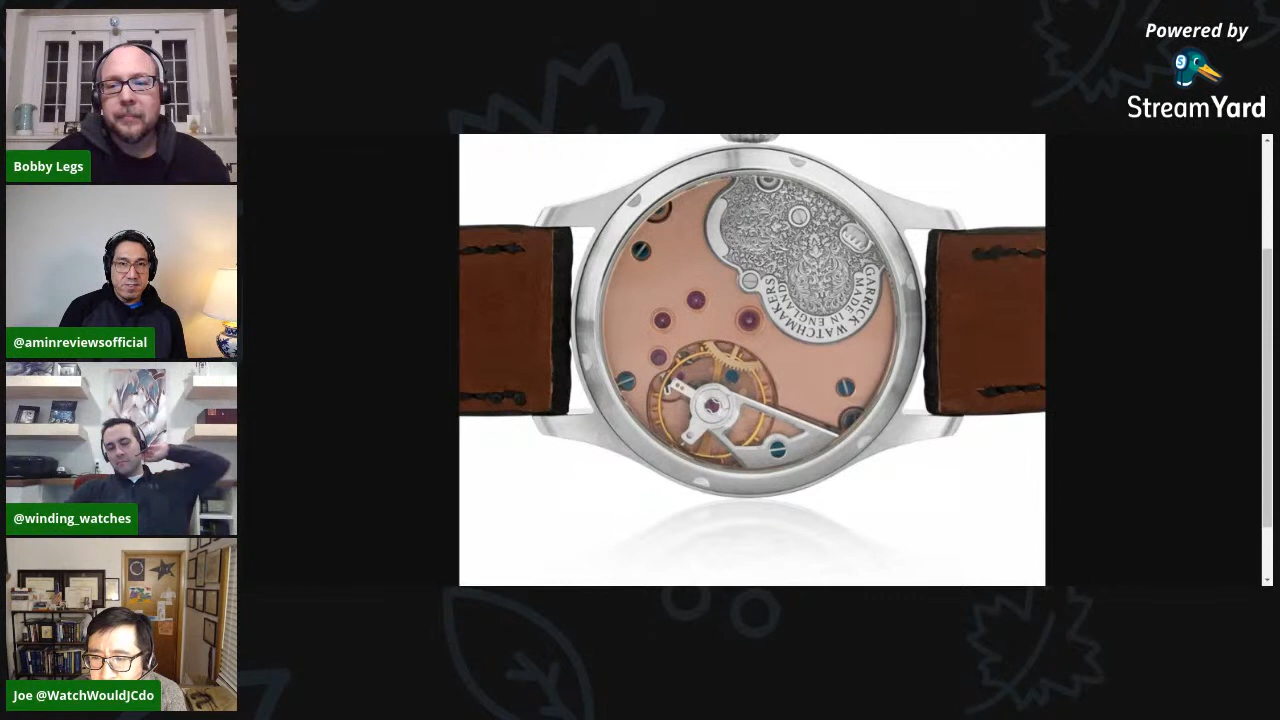 Powered by
StreamYard
Bobby Legs
@aminreviewsofficial
@winding_watches
Joe @WatchWouldJCdo
GARRICK WATCHMAKERS
MADE IN ENGLAND